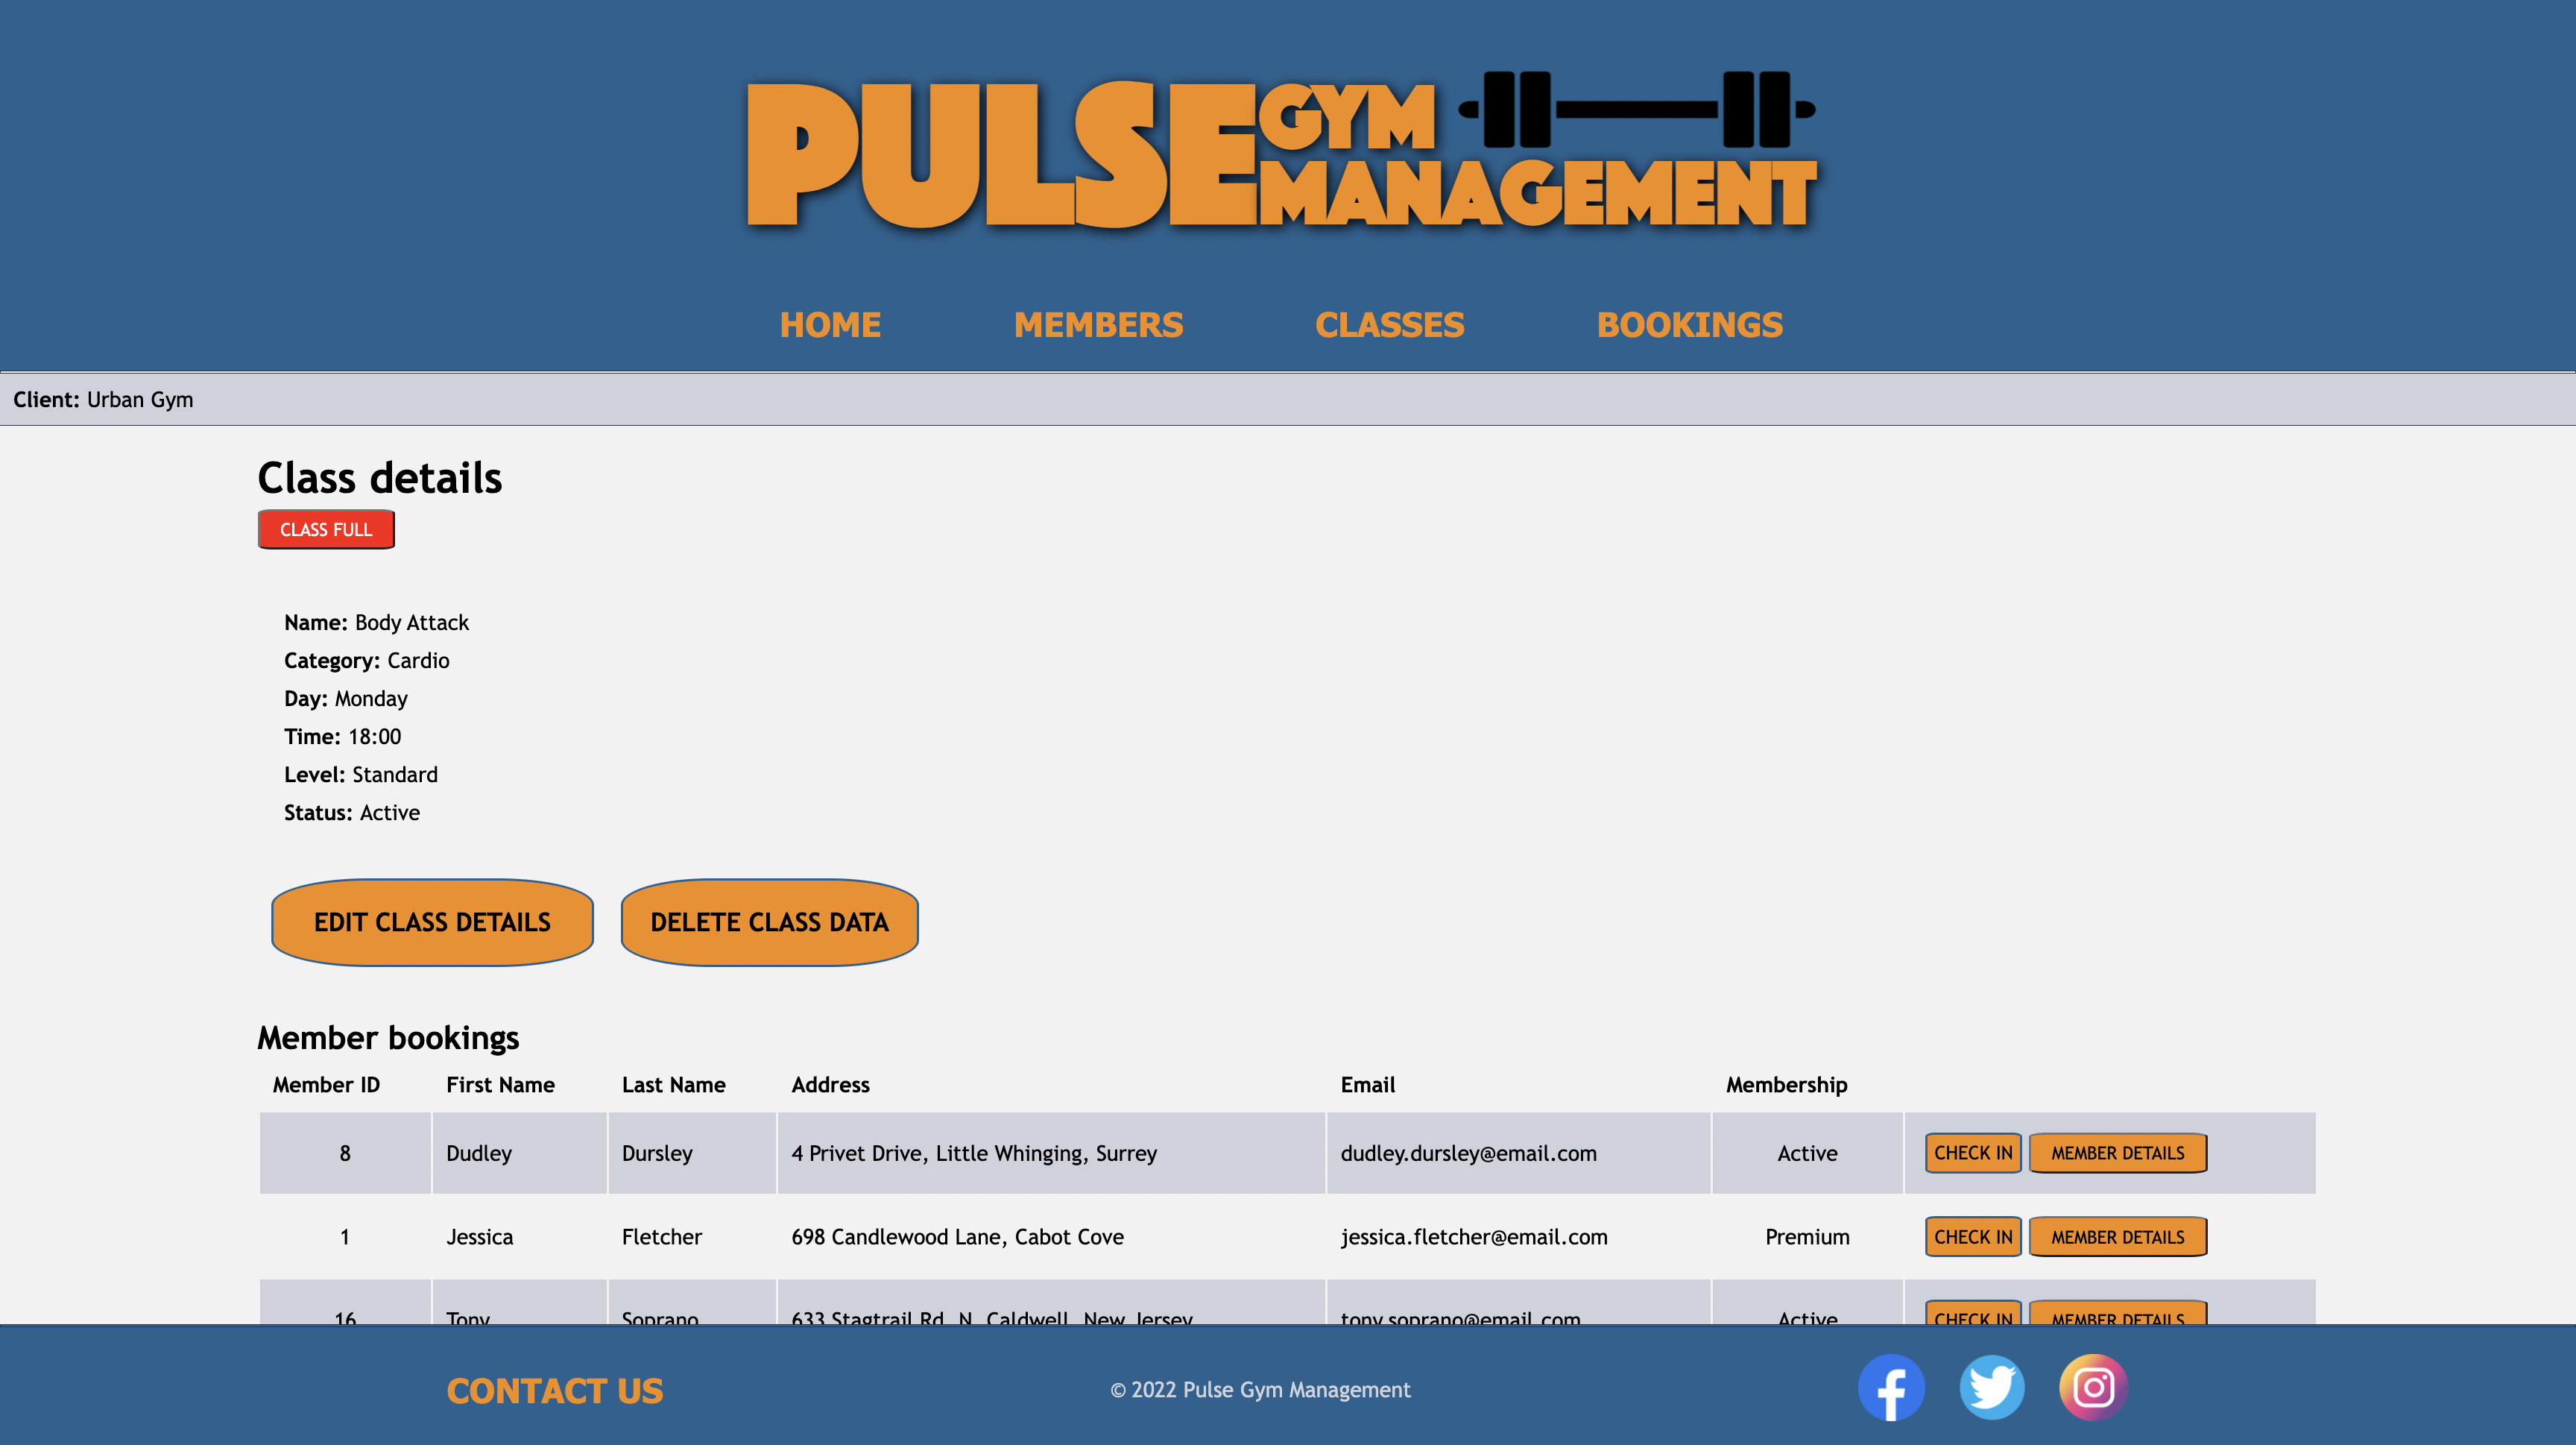 PULSE GYM
MANAGEMENT
HOME MEMBERS CLASSES BOOKINGS
Client: Urban Gym
Class details
CLASS FULL
Name: Body Attack
Category: Cardio
Day: Monday
Time: 18:00
Level: Standard
Status: Active
EDIT CLASS DETAILS DELETE CLASS DATA
Member bookings
Member ID First Name Last Name Address Email Membership
8 Dudley Dursley 4 Privet Drive, Little Whinging, Surrey dudley.dursley@email.com Active CHECK IN MEMBER DETAILS
1 Jessica Fletcher 698 Candlewood Lane, Cabot Cove jessica.fletcher@email.com Premium CHECK IN MEMBER DETAILS
16 Tony Soprano 633 Stagtrail Rd, N. Caldwell, New Jersey tony.soprano@email.com Active CHECK IN MEMBER DETAILS
CONTACT US © 2022 Pulse Gym Management